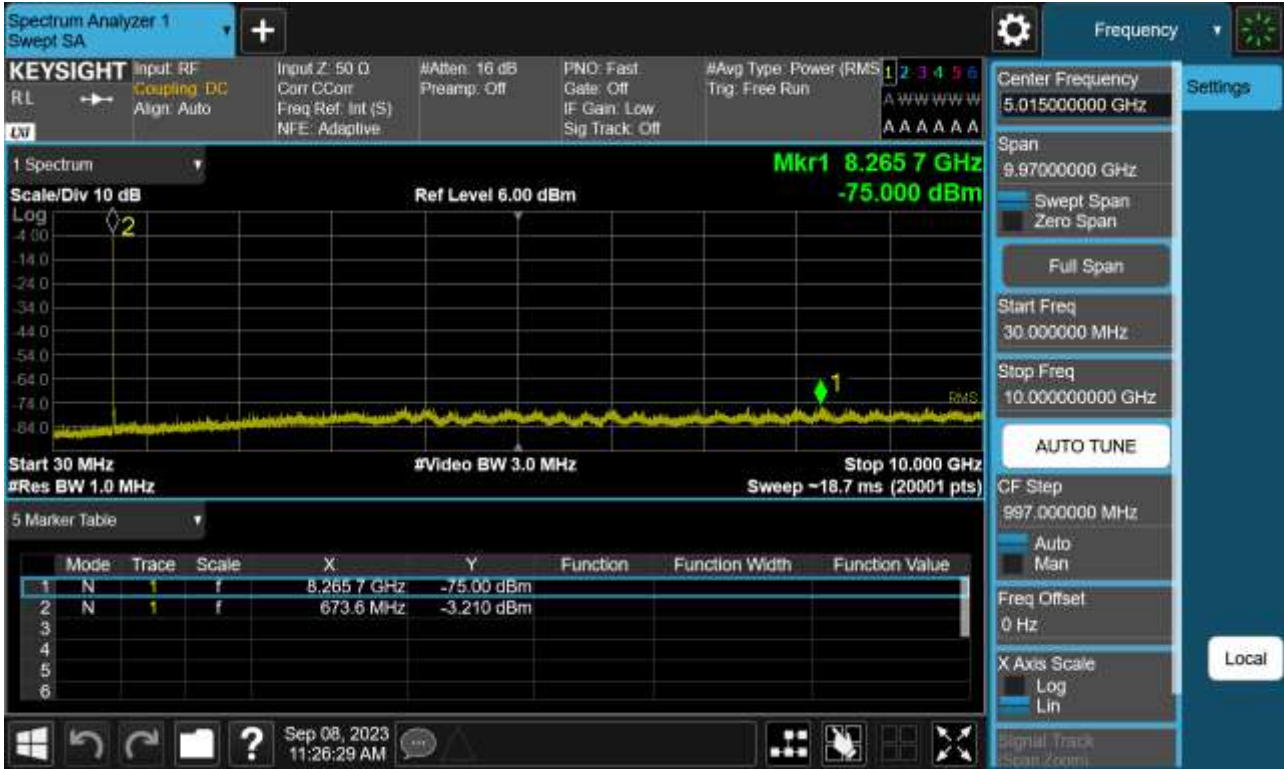 Spectrum Analyzer 1
Swept SA
+
Frequency
KEYSIGHT
RL
LXI
Input: RF
Coupling: DC
Align: Auto
Input Z: 50 Ω
Corr CCorr
Freq Ref: Int (S)
NFE: Adaptive
#Atten: 16 dB
Preamp: Off
PNO: Fast
Gate: Off
IF Gain: Low
Sig Track: Off
#Avg Type: Power (RMS
Trig: Free Run
1 2 3 4 5 6
A W W W W W
A A A A A A
1 Spectrum
Scale/Div 10 dB
Ref Level 6.00 dBm
Mkr1 8.265 7 GHz
-75.000 dBm
Log
-4.00
-14.0
-24.0
-34.0
-44.0
-54.0
-64.0
-74.0
-84.0
2
1
RMS
Start 30 MHz
#Video BW 3.0 MHz
Stop 10.000 GHz
#Res BW 1.0 MHz
Sweep ~18.7 ms (20001 pts)
5 Marker Table
Mode Trace Scale X Y Function Function Width Function Value
1 N 1 f 8.265 7 GHz -75.00 dBm
2 N 1 f 673.6 MHz -3.210 dBm
3
4
5
6
Sep 08, 2023
11:26:29 AM
?
Center Frequency
5.015000000 GHz
Span
9.97000000 GHz
Swept Span
Zero Span
Full Span
Start Freq
30.000000 MHz
Stop Freq
10.000000000 GHz
AUTO TUNE
CF Step
997.000000 MHz
Auto
Man
Freq Offset
0 Hz
X Axis Scale
Log
Lin
Signal Track
(Span Zoom)
Settings
Local